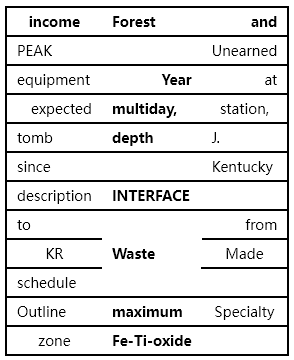 income Forest and
PEAK Unearned
equipment Year at
expected multiday, station,
tomb depth J.
since Kentucky
description INTERFACE
to from
KR Waste Made
schedule
Outline maximum Specialty
zone Fe-Ti-oxide